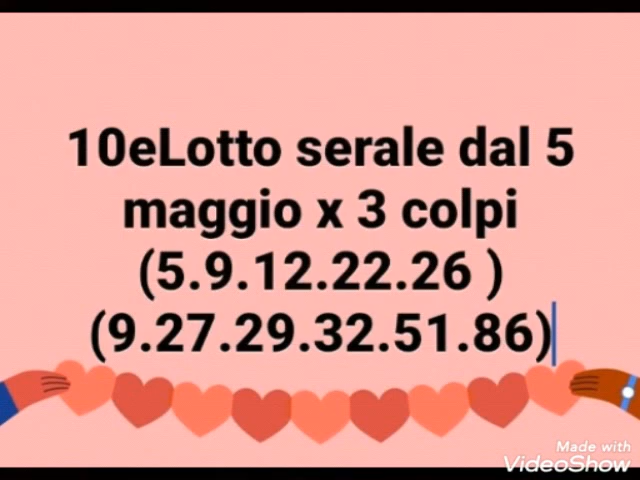 10eLotto serale dal 5
maggio x 3 colpi
(5.9.12.22.26 )
(9.27.29.32.51.86)
Made with
VideoShow